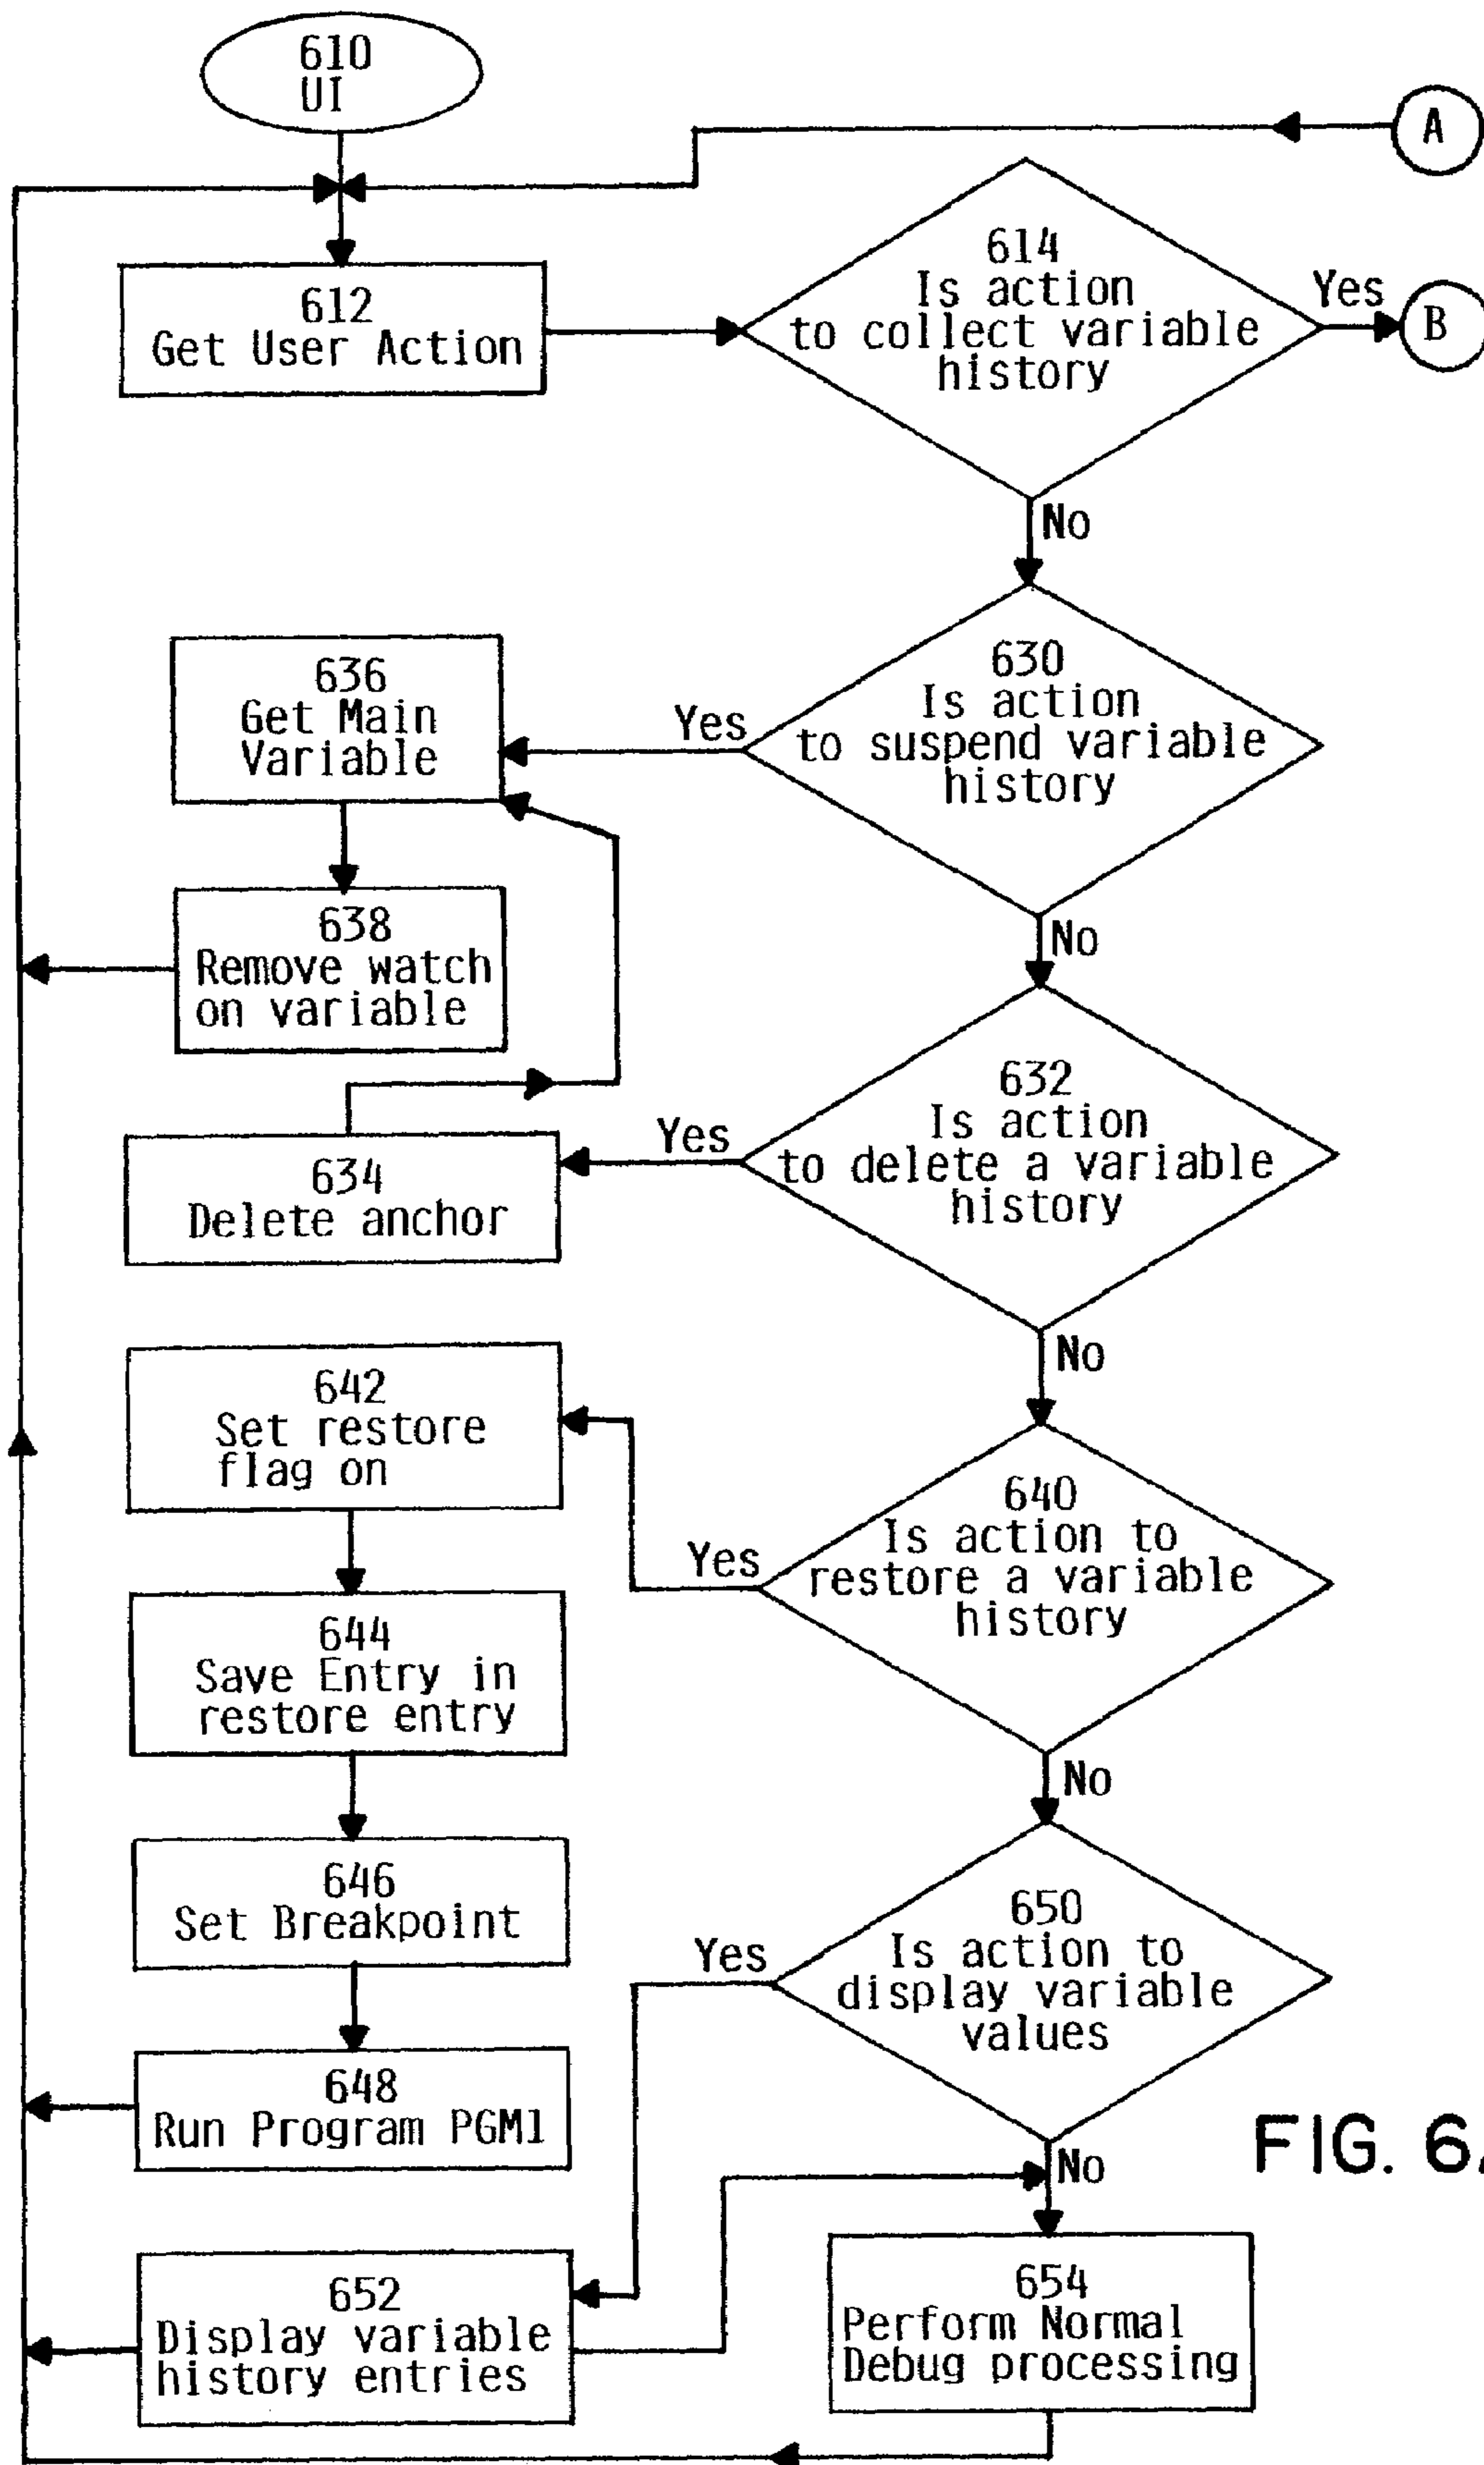 610
UI
A
612
Get User Action
614
Is action
to collect variable
history
Yes
B
No
630
Is action
to suspend variable
history
Yes
636
Get Main
Variable
638
Remove watch
on variable
No
632
Is action
to delete a variable
history
Yes
634
Delete anchor
No
640
Is action to
restore a variable
history
Yes
642
Set restore
flag on
644
Save Entry in
restore entry
646
Set Breakpoint
648
Run Program PGM1
No
650
Is action to
display variable
values
Yes
No
652
Display variable
history entries
654
Perform Normal
Debug processing
FIG. 6